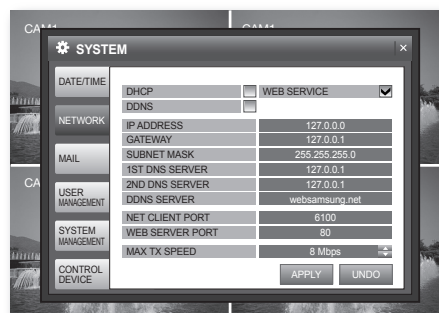 CAM1
CAM1
SYSTEM
DATE/TIME
NETWORK
MAIL
USER
MANAGEMENT
SYSTEM
MANAGEMENT
CONTROL
DEVICE
DHCP WEB SERVICE
DDNS
IP ADDRESS 127.0.0.0
GATEWAY 127.0.0.1
SUBNET MASK 255.255.255.0
1ST DNS SERVER 127.0.0.1
2ND DNS SERVER 127.0.0.1
DDNS SERVER websamsung.net
NET CLIENT PORT 6100
WEB SERVER PORT 80
MAX TX SPEED 8 Mbps
APPLY UNDO
CA